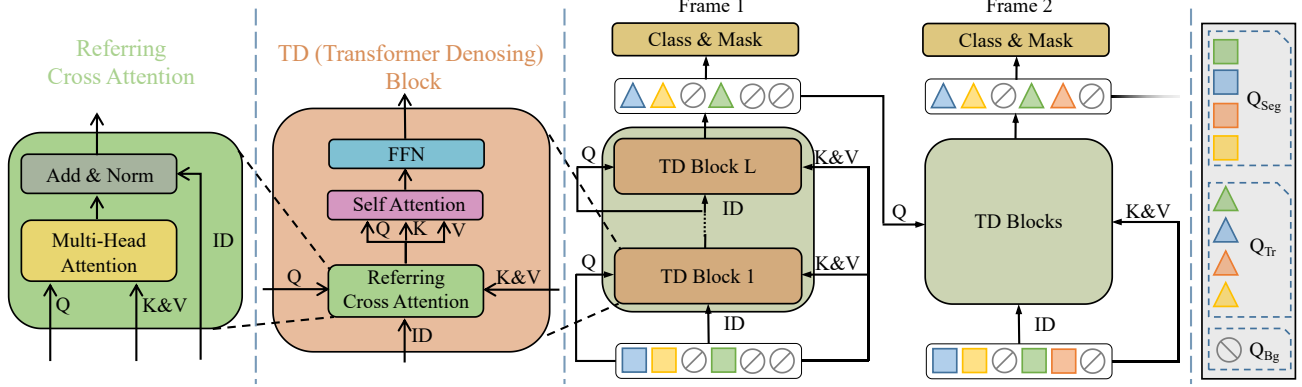 Referring
Cross Attention
Add & Norm
Multi-Head
Attention
ID
Q
K&V
TD (Transformer Denosing)
Block
FFN
Self Attention
Q
K
V
Referring
Cross Attention
Q
K&V
ID
Frame 1
Class & Mask
TD Block L
Q
K&V
ID
TD Block 1
Q
K&V
ID
Frame 2
Class & Mask
TD Blocks
Q
K&V
ID
QSeg
QTr
QBg